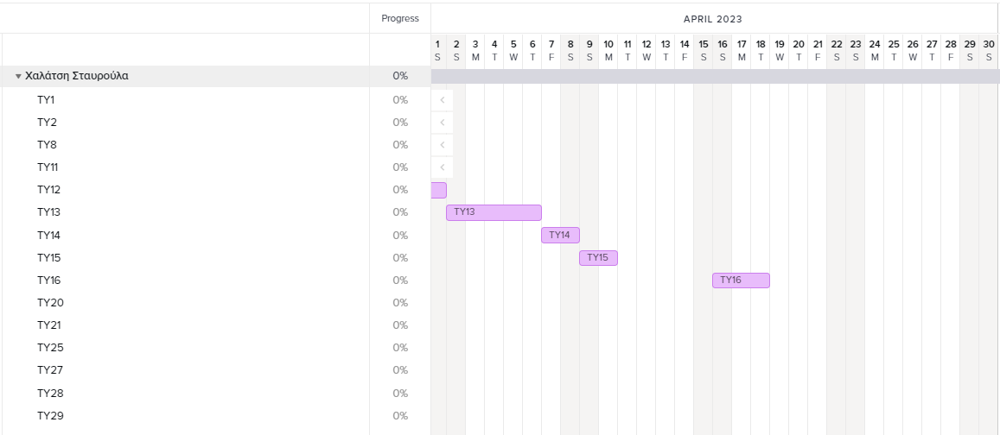 Progress APRIL 2023
1 2 3 4 5 6 7 8 9 10 11 12 13 14 15 16 17 18 19 20 21 22 23 24 25 26 27 28 29 30
S S M T W T F S S M T W T F S S M T W T F S S M T W T F S S
Χαλάτση Σταυρούλα 0%
TY1 0%
TY2 0%
TY8 0%
TY11 0%
TY12 0%
TY13 0% TY13
TY14 0% TY14
TY15 0% TY15
TY16 0% TY16
TY20 0%
TY21 0%
TY25 0%
TY27 0%
TY28 0%
TY29 0%